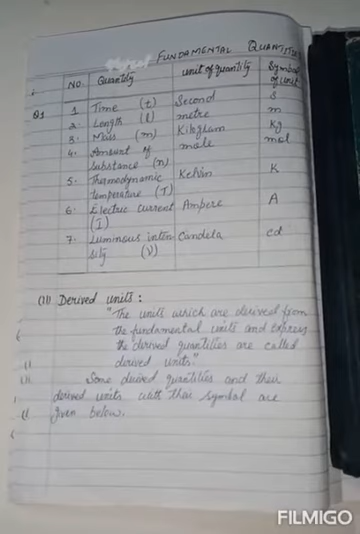 FUNDAMENTAL QUANTITIES
NO. Quantity unit of quantity Symbol of unit
Q1 1. Time (t) Second s
2. Length (l) metre m
3. Mass (m) Kilogram Kg
4. Amount of substance (n) mole mol
5. Thermodynamic temperature (T) Kelvin K
6. Electric current (I) Ampere A
7. Luminous intensity (V) Candela cd
(II) Derived units :
"The units which are derived from
the fundamental units and express
the derived quantities are called
derived units."
Some derived quantities and their
derived units with their symbol are
given below.
FILMIGO